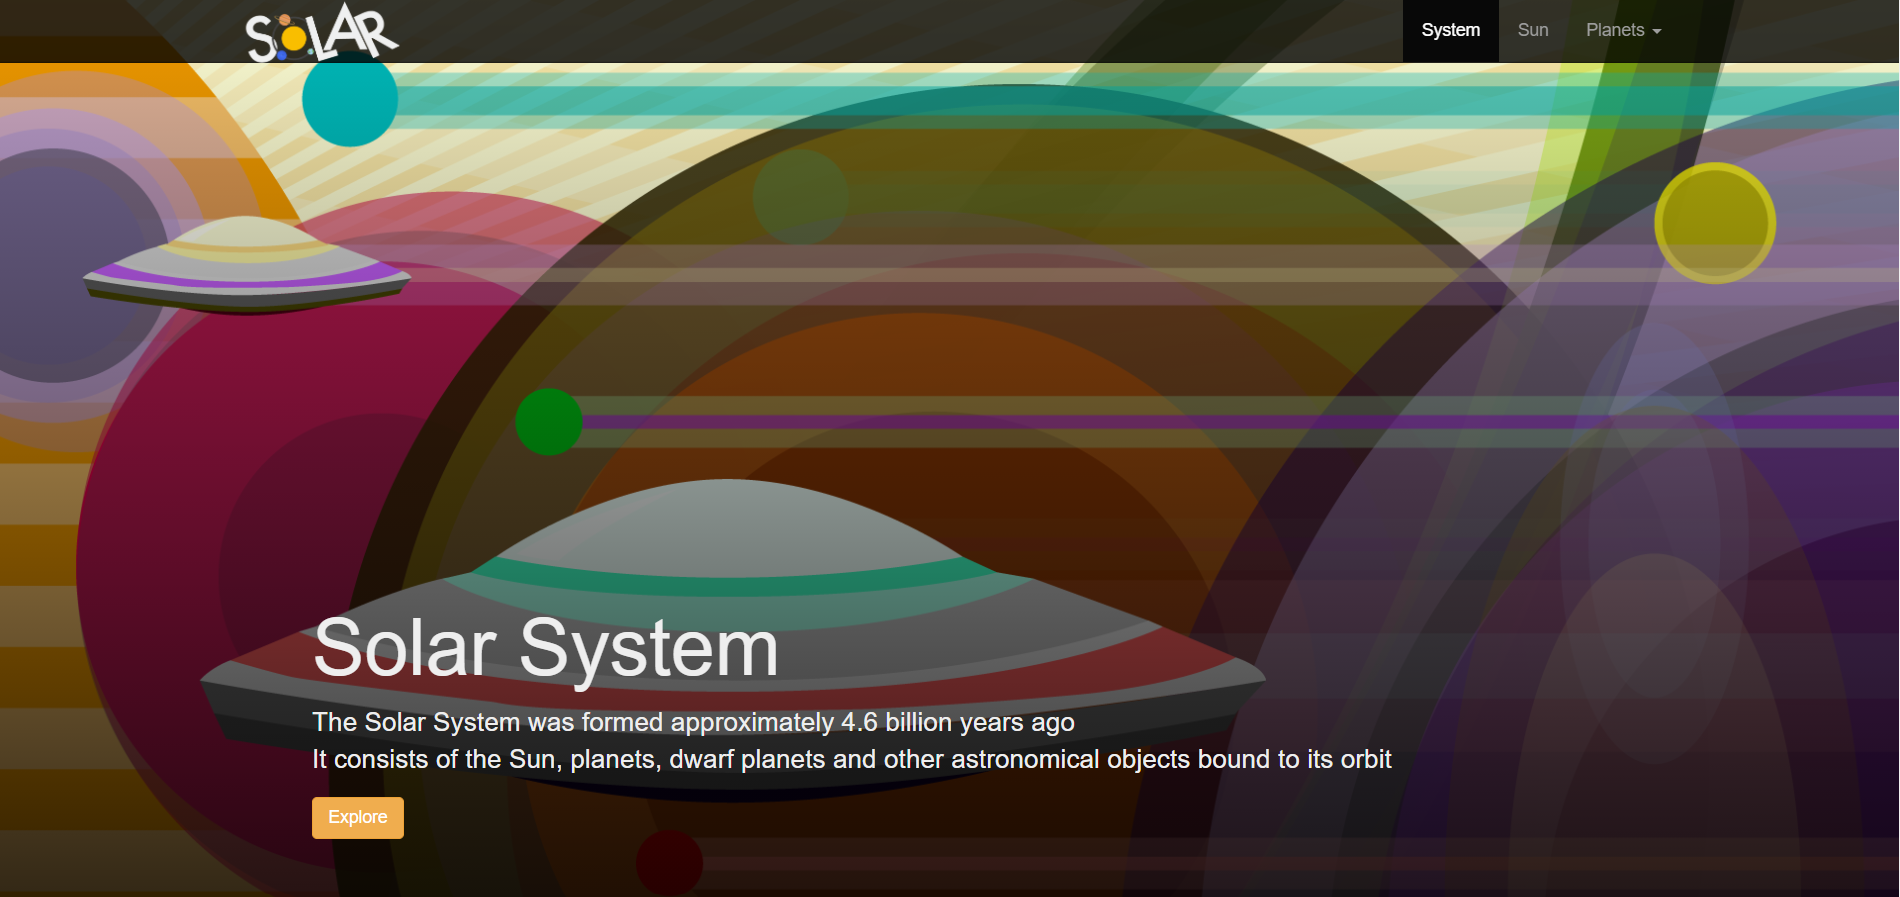 SOLAR
System
Sun
Planets
Solar System
The Solar System was formed approximately 4.6 billion years ago
It consists of the Sun, planets, dwarf planets and other astronomical objects bound to its orbit
Explore